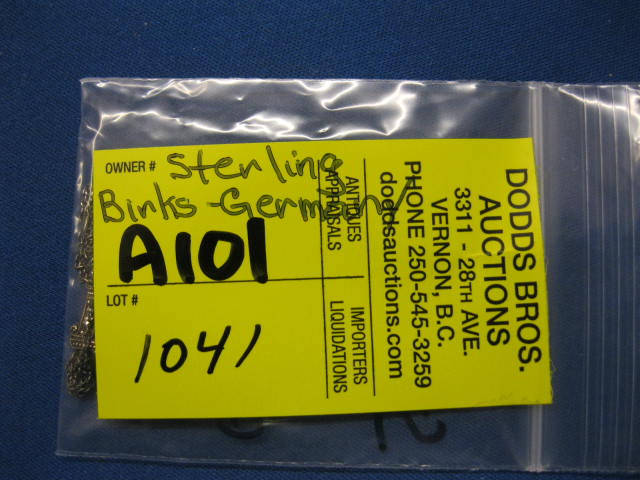 OWNER # Sterling
Binks Germany
A101
LOT #
1041
ANTIQUES
APPRAISALS
IMPORTERS
LIQUIDATIONS
DODDS BROS.
AUCTIONS
3311 - 28TH AVE.
VERNON, B.C.
PHONE 250-545-3259
doddsauctions.com